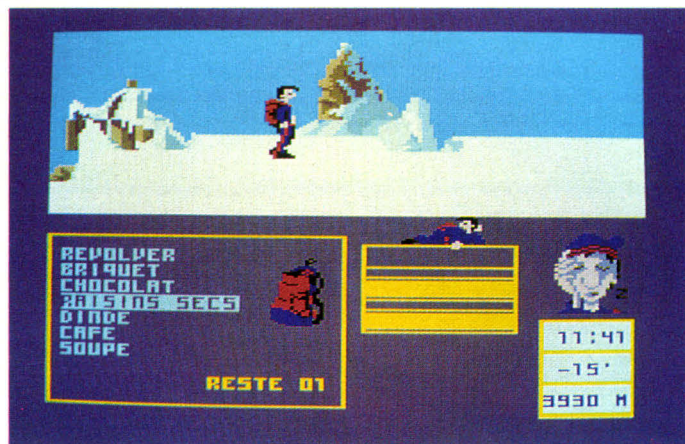 REVOLVER
BRIQUET
CHOCOLAT
RAISINS SECS
DINDE
CAFE
SOUPE
RESTE 01
Z
11:41
-15°
3930 M